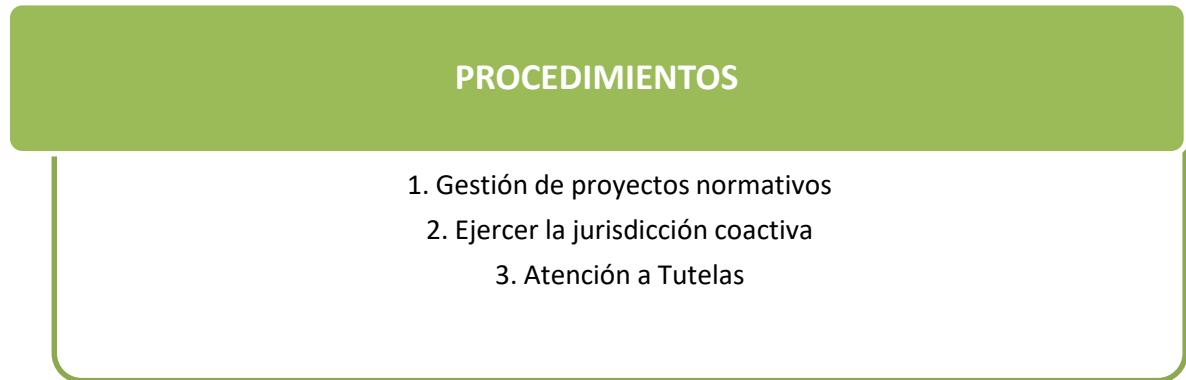 PROCEDIMIENTOS
1. Gestión de proyectos normativos
2. Ejercer la jurisdicción coactiva
3. Atención a Tutelas